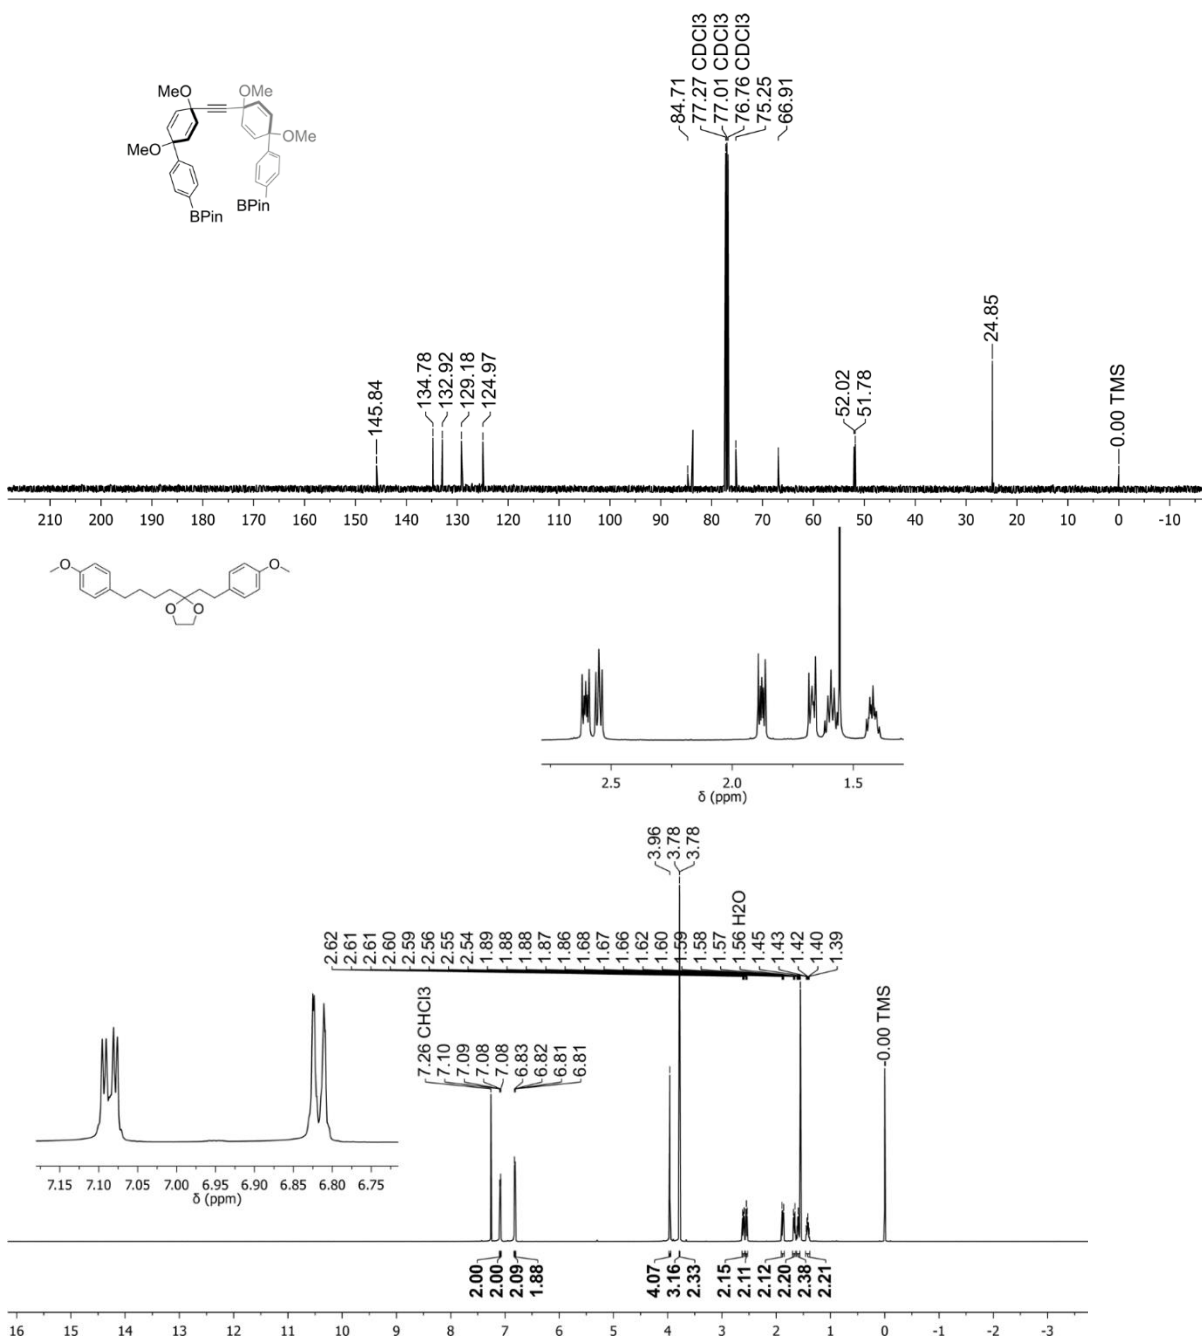 MeO
MeO
OMe
MeO
BPin
BPin
145.84
134.78
132.92
129.18
124.97
84.71
77.27 CDCl3
77.01 CDCl3
76.76 CDCl3
75.25
66.91
52.02
51.78
24.85
0.00 TMS
210 200 190 180 170 160 150 140 130 120 110 100 90 80 70 60 50 40 30 20 10 0 -10
O
O
O O
2.5 2.0 1.5
δ (ppm)
3.96
3.78
3.78
2.62
2.61
2.61
2.60
2.59
2.56
2.55
2.54
1.89
1.88
1.88
1.87
1.86
1.68
1.67
1.66
1.62
1.60
1.59
1.58
1.57
1.56 H2O
1.45
1.43
1.42
1.40
1.39
7.26 CHCl3
7.10
7.09
7.08
7.08
6.83
6.82
6.81
6.81
-0.00 TMS
7.15 7.10 7.05 7.00 6.95 6.90 6.85 6.80 6.75
δ (ppm)
2.00
2.00
2.09
1.88
4.07
3.16
2.33
2.15
2.11
2.12
2.20
2.38
2.21
16 15 14 13 12 11 10 9 8 7 6 5 4 3 2 1 0 -1 -2 -3